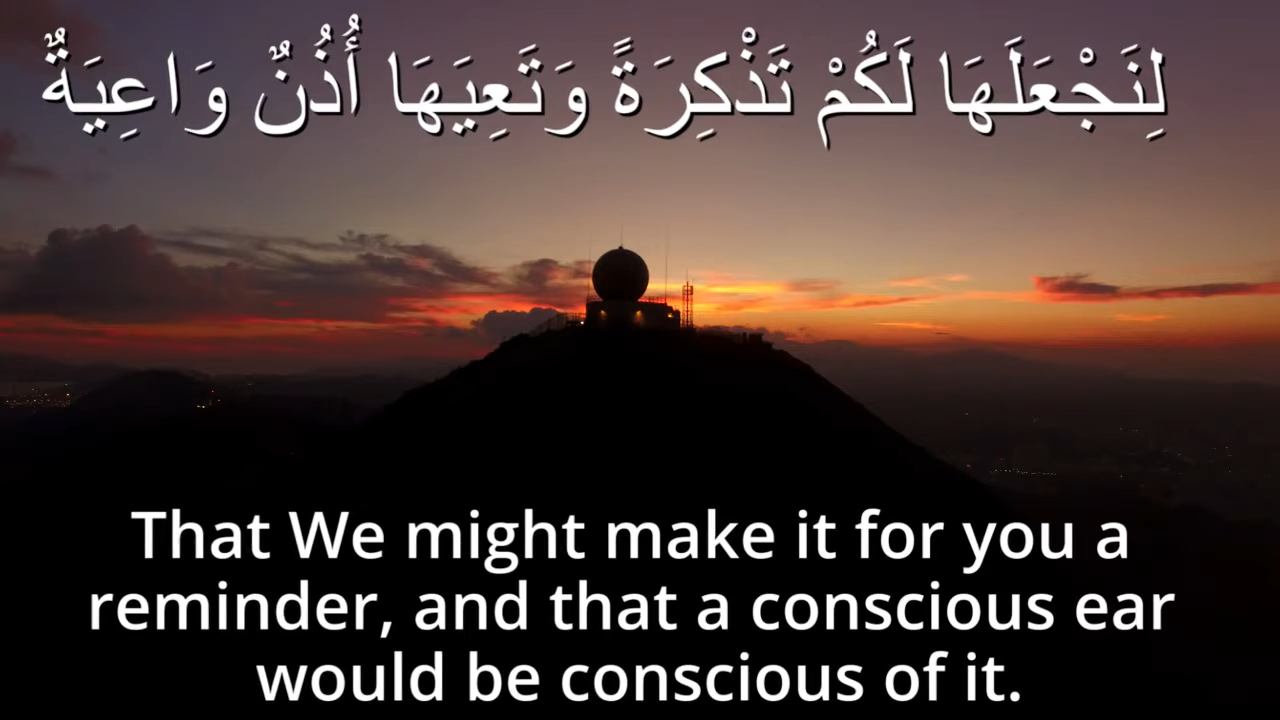 لِنَجْعَلَهَا لَكُمْ تَذْكِرَةً وَتَعِيَهَا أُذُنٌ وَاعِيَةٌ
That We might make it for you a
reminder, and that a conscious ear
would be conscious of it.